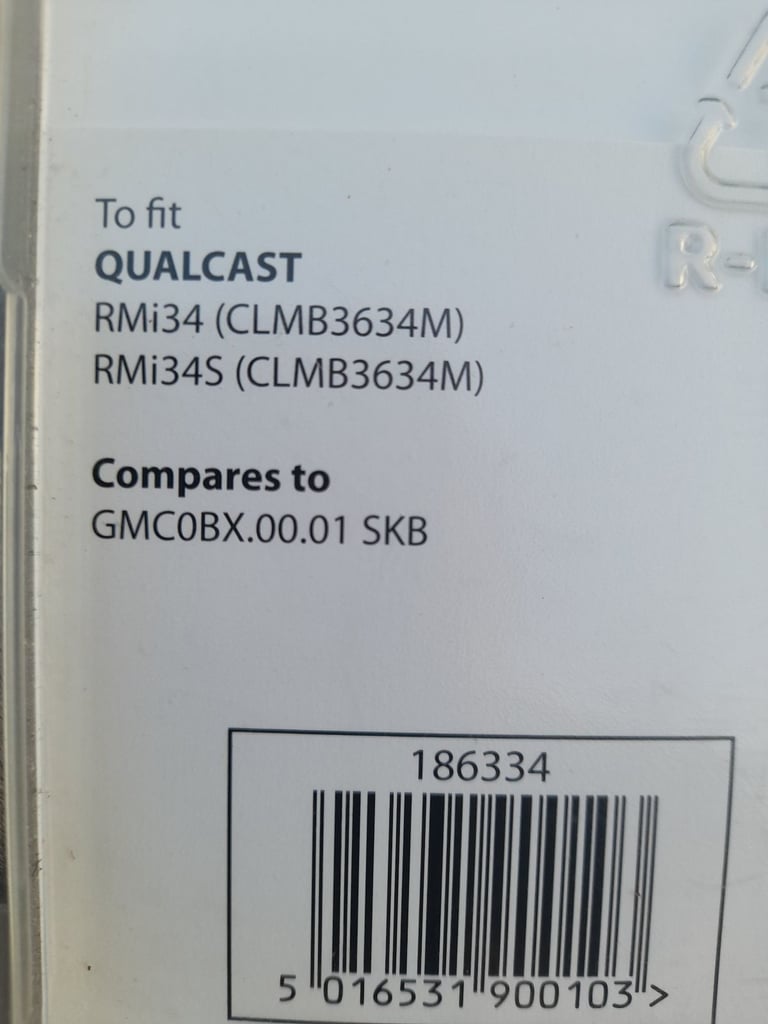 To fit
QUALCAST
RMi34 (CLMB3634M)
RMi34S (CLMB3634M)
Compares to
GMC0BX.00.01 SKB
R-
186334
5 016531 900103 >